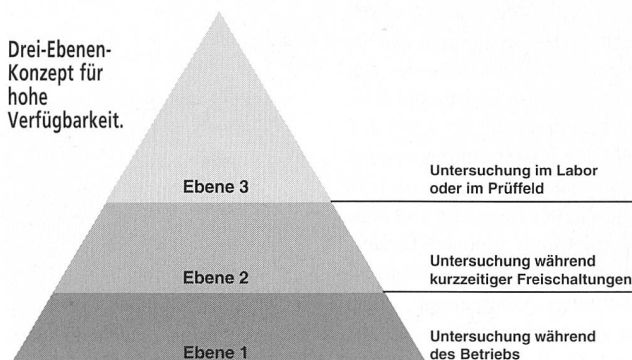 Drei-Ebenen-
Konzept für
hohe
Verfügbarkeit.
Ebene 3
Untersuchung im Labor
oder im Prüffeld
Ebene 2
Untersuchung während
kurzzeitiger Freischaltungen
Ebene 1
Untersuchung während
des Betriebs